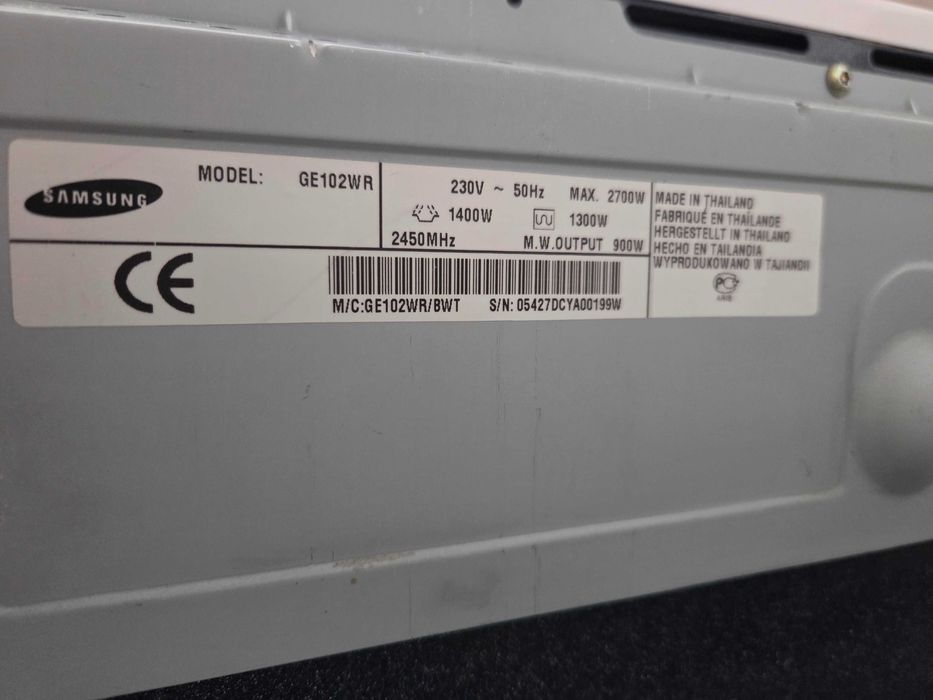 SAMSUNG
MODEL: GE102WR
230V ~ 50Hz MAX. 2700W
1400W 1300W
2450MHz M.W.OUTPUT 900W
MADE IN THAILAND
FABRIQUÉ EN THAÏLANDE
HERGESTELLT IN THAILAND
HECHO EN TAILANDIA
WYPRODUKOWANO W TAJLANDII
CE
M/C:GE102WR/BWT S/N: 05427DCYA00199W